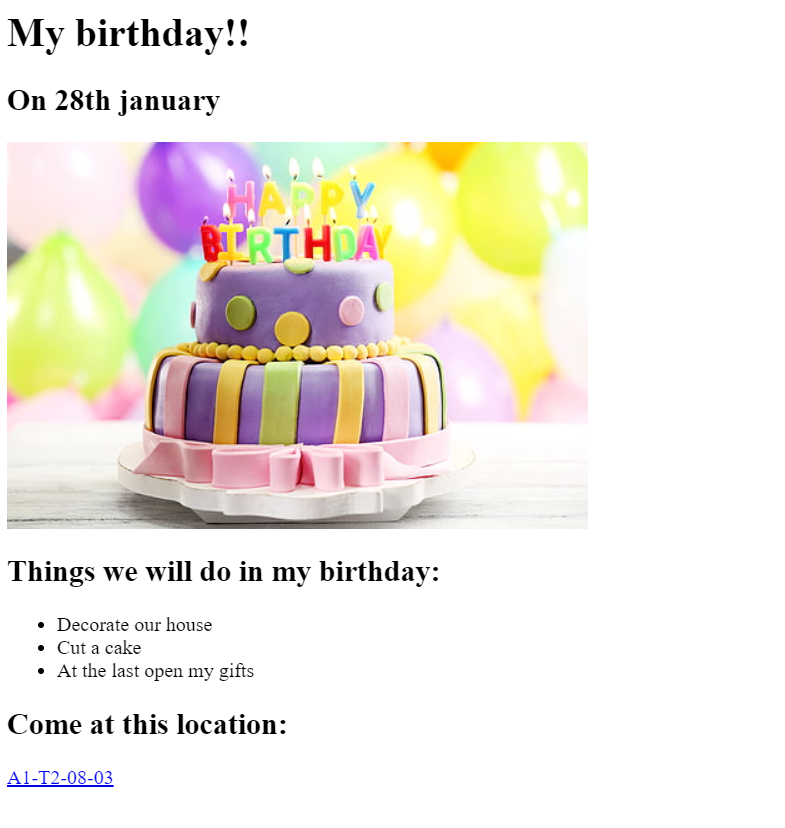 My birthday!!
On 28th january
HAPPY
BIRTHDAY
Things we will do in my birthday:
Decorate our house
Cut a cake
At the last open my gifts
Come at this location:
A1-T2-08-03